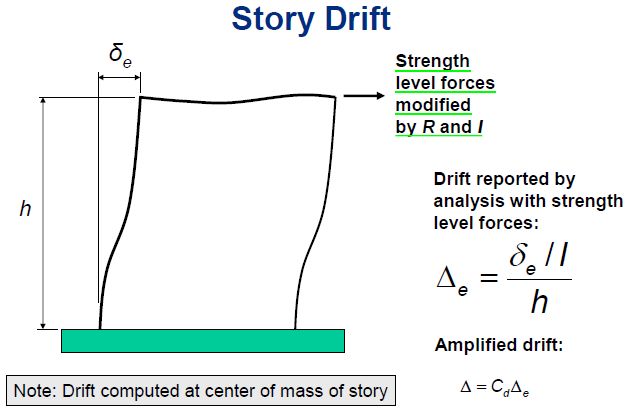 Story Drift
δe
Strength
level forces
modified
by R and I
h
Drift reported by
analysis with strength
level forces:
Δe = δe / I
h
Amplified drift:
Δ = CdΔe
Note: Drift computed at center of mass of story